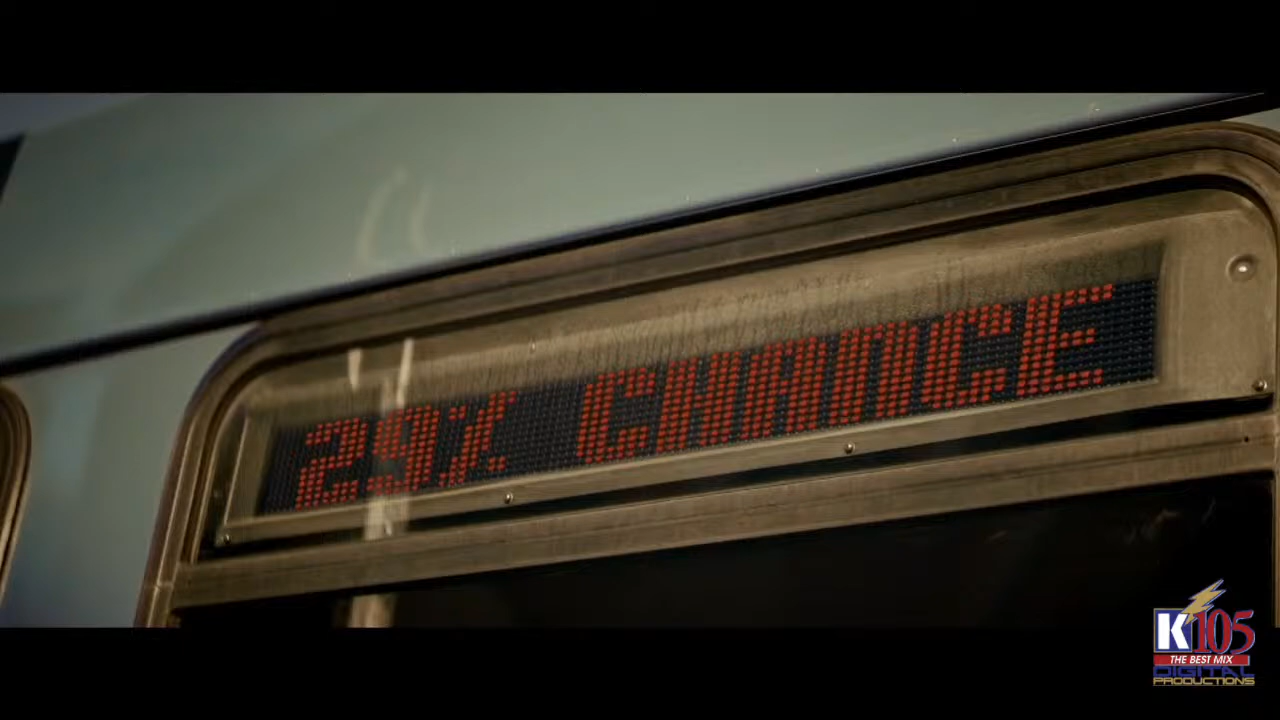 29% CHANCE
K105
THE BEST MIX
DIGITAL
PRODUCTIONS